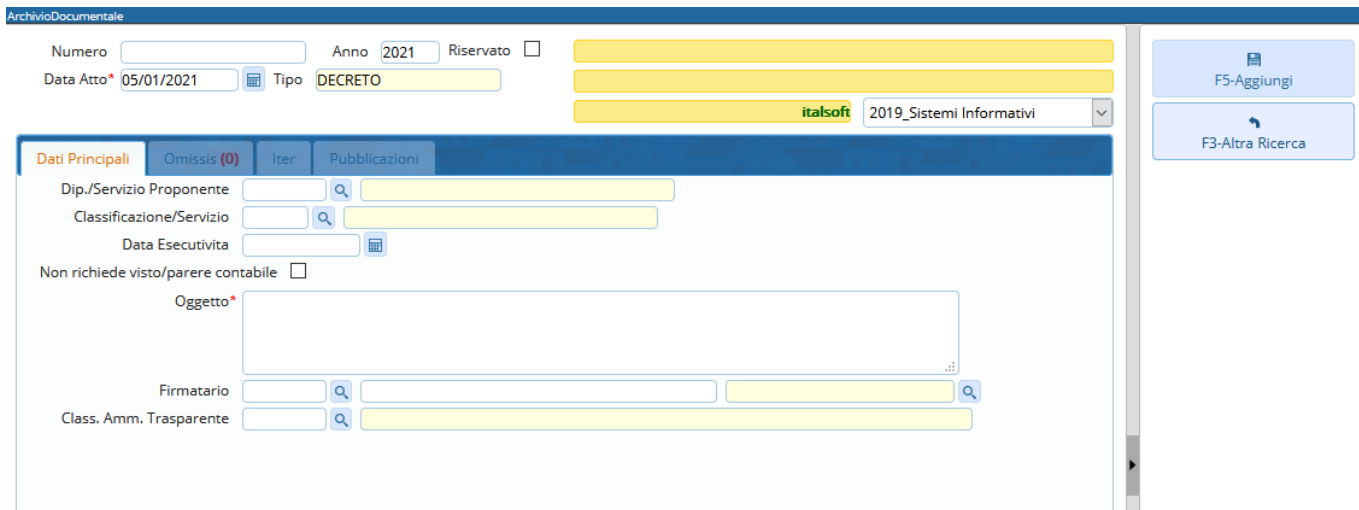 ArchivioDocumentale
Numero Anno 2021 Riservato
Data Atto* 05/01/2021 Tipo DECRETO
italsoft 2019_Sistemi Informativi
F5-Aggiungi
F3-Altra Ricerca
Dati Principali Omissis (0) Iter Pubblicazioni
Dip./Servizio Proponente
Classificazione/Servizio
Data Esecutivita
Non richiede visto/parere contabile
Oggetto*
Firmatario
Class. Amm. Trasparente